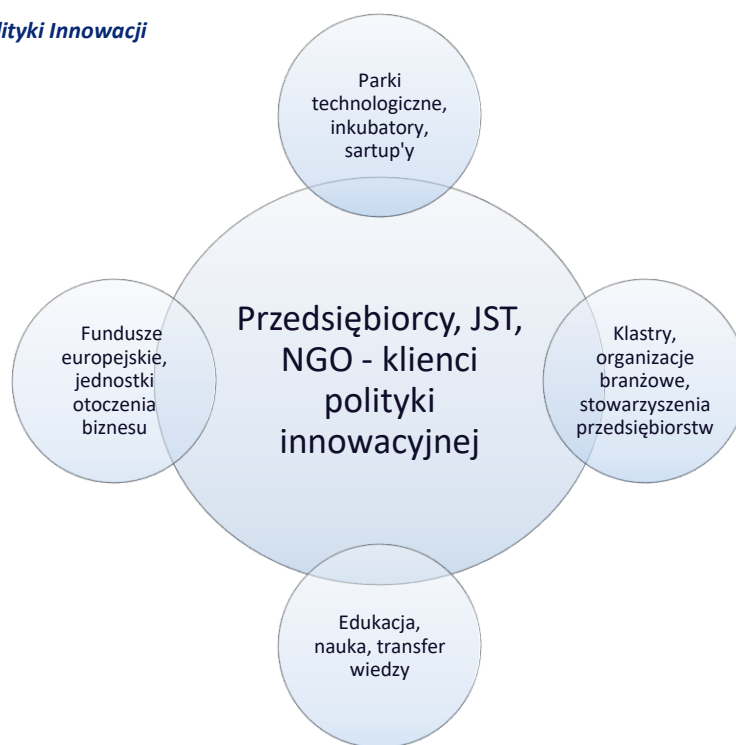 lityki Innowacji
Parki
technologiczne,
inkubatory,
sartup'y
Przedsiębiorcy, JST,
NGO - klienci
polityki
innowacyjnej
Fundusze
europejskie,
jednostki
otoczenia
biznesu
Klastry,
organizacje
branżowe,
stowarzyszenia
przedsiębiorstw
Edukacja,
nauka, transfer
wiedzy